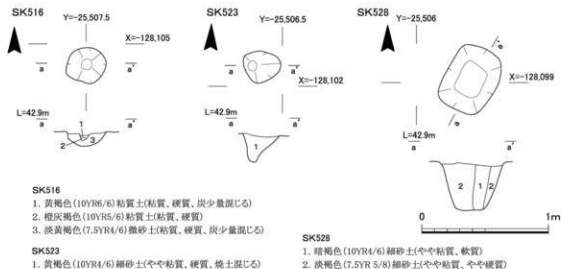 SK516
Y=-25,507.5
X=-128,105
a
a'
L=42.9m
a
a'
1
2
3
SK523
Y=-25,506.5
a
a'
X=-128,102
L=42.9m
a
a'
1
SK528
Y=-25,506
a'
X=-128,099
a
L=42.9m
a
a'
2
1
2
0
1m
SK516
1. 黄褐色(10YR6/6)粘質土(粘質、硬質、炭少量混じる)
2. 橙灰褐色(10YR5/6)粘質土(粘質、硬質)
3. 淡黄褐色(7.5YR4/6)微砂土(粘質、硬質、炭少量混じる)
SK523
1. 黄褐色(10YR4/6)細砂土(やや粘質、硬質、焼土混じる)
SK528
1. 暗褐色(10YR4/6)細砂土(やや粘質、軟質)
2. 淡褐色(7.5YR 5/8)細砂土(やや粘質、やや硬質)